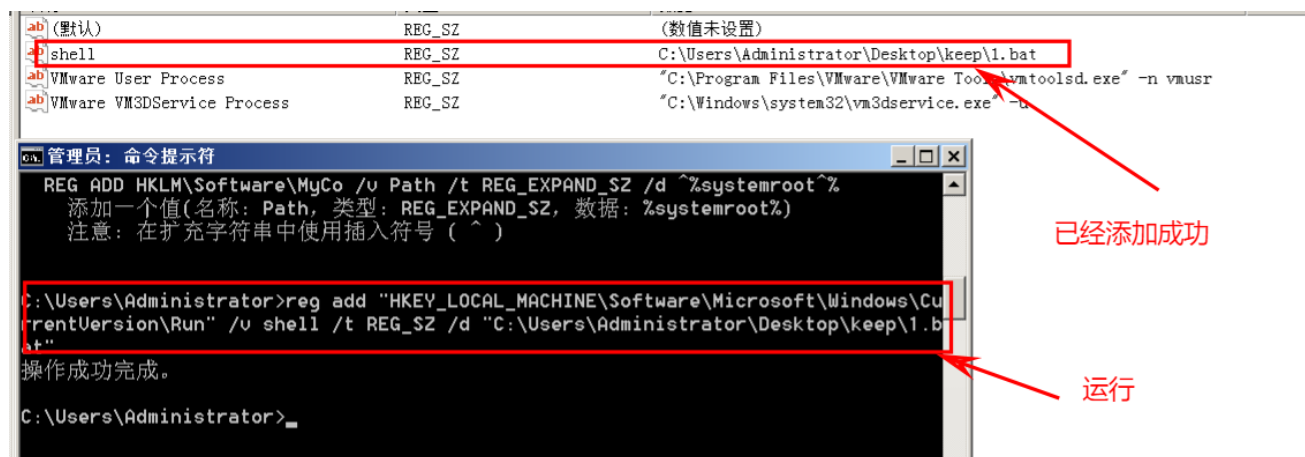 (默认) REG_SZ (数值未设置)
shell REG_SZ C:\Users\Administrator\Desktop\keep\1.bat
VMware User Process REG_SZ "C:\Program Files\VMware\VMware Tools\vmtoolsd.exe" -n vmusr
VMware VM3DService Process REG_SZ "C:\Windows\system32\vm3dservice.exe" -u
管理员: 命令提示符
REG ADD HKLM\Software\MyCo /v Path /t REG_EXPAND_SZ /d ^%systemroot^%
添加一个值(名称: Path, 类型: REG_EXPAND_SZ, 数据: %systemroot%)
注意: 在扩充字符串中使用插入符号 ( ^ )
已经添加成功
C:\Users\Administrator>reg add "HKEY_LOCAL_MACHINE\Software\Microsoft\Windows\Cu
rrentVersion\Run" /v shell /t REG_SZ /d "C:\Users\Administrator\Desktop\keep\1.b
at"
操作成功完成。
运行
C:\Users\Administrator>_